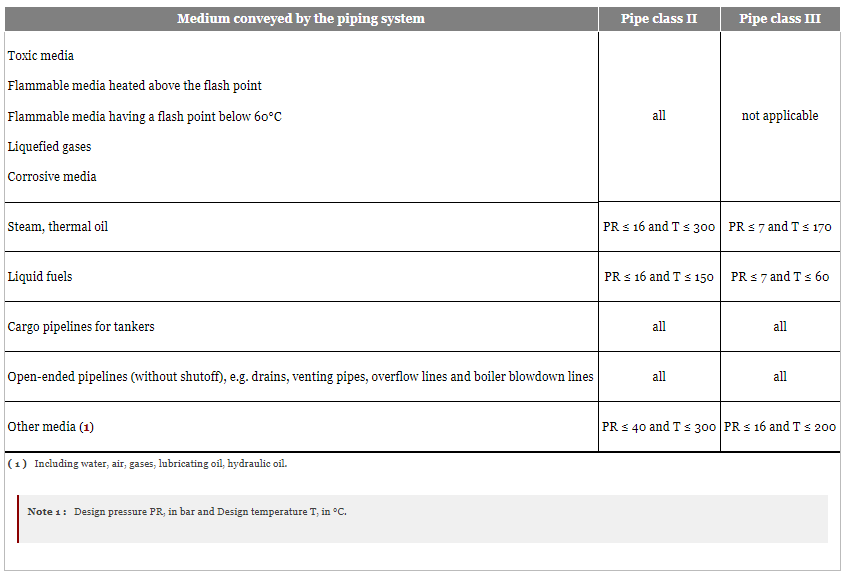 Medium conveyed by the piping system Pipe class II Pipe class III
Toxic media
Flammable media heated above the flash point
Flammable media having a flash point below 60°C
all not applicable
Liquefied gases
Corrosive media
Steam, thermal oil PR ≤ 16 and T ≤ 300 PR ≤ 7 and T ≤ 170
Liquid fuels PR ≤ 16 and T ≤ 150 PR ≤ 7 and T ≤ 60
Cargo pipelines for tankers all all
Open-ended pipelines (without shutoff), e.g. drains, venting pipes, overflow lines and boiler blowdown lines all all
Other media (1) PR ≤ 40 and T ≤ 300 PR ≤ 16 and T ≤ 200
(1) Including water, air, gases, lubricating oil, hydraulic oil.
Note 1: Design pressure PR, in bar and Design temperature T, in °C.